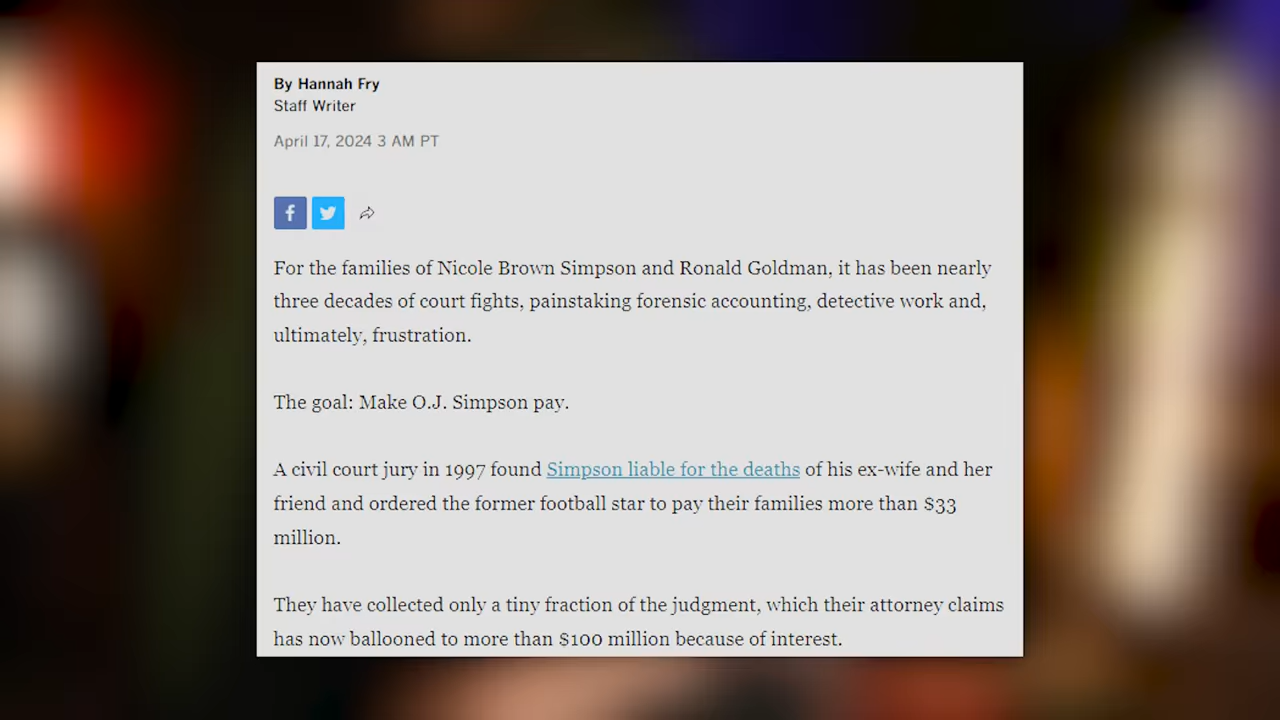 By Hannah Fry
Staff Writer
April 17, 2024 3 AM PT
For the families of Nicole Brown Simpson and Ronald Goldman, it has been nearly
three decades of court fights, painstaking forensic accounting, detective work and,
ultimately, frustration.
The goal: Make O.J. Simpson pay.
A civil court jury in 1997 found Simpson liable for the deaths of his ex-wife and her
friend and ordered the former football star to pay their families more than $33
million.
They have collected only a tiny fraction of the judgment, which their attorney claims
has now ballooned to more than $100 million because of interest.